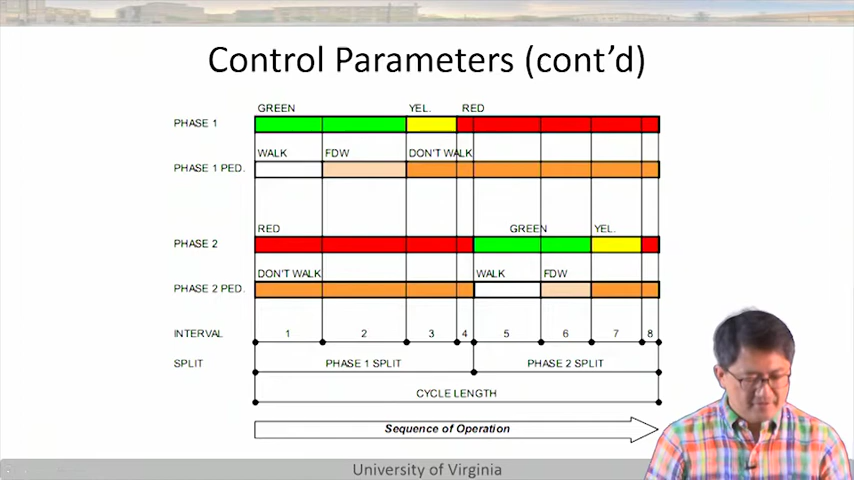 Control Parameters (cont'd)
GREEN YEL. RED
PHASE 1
WALK FDW DON'T WALK
PHASE 1 PED.
RED GREEN YEL.
PHASE 2
DON'T WALK WALK FDW
PHASE 2 PED.
INTERVAL 1 2 3 4 5 6 7 8
SPLIT PHASE 1 SPLIT PHASE 2 SPLIT
CYCLE LENGTH
Sequence of Operation
University of Virginia